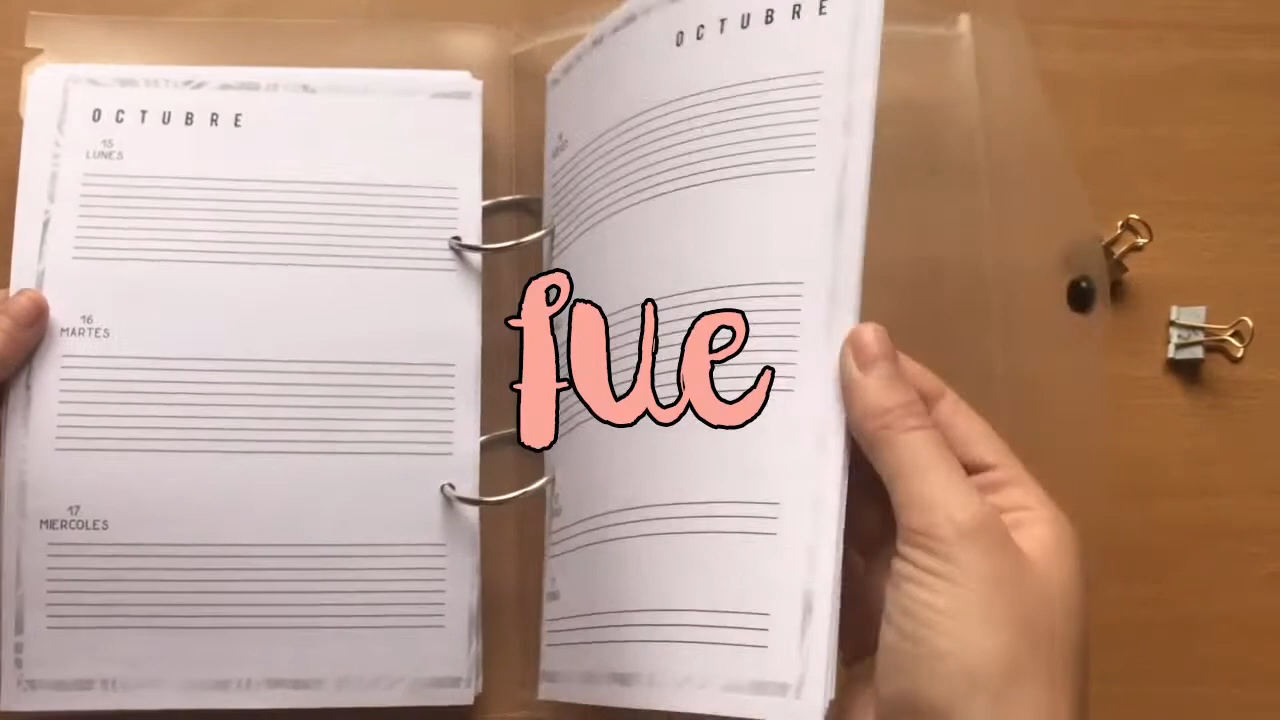 OCTUBRE
15
LUNES
16
MARTES
17
MIERCOLES
OCTUBRE
fue